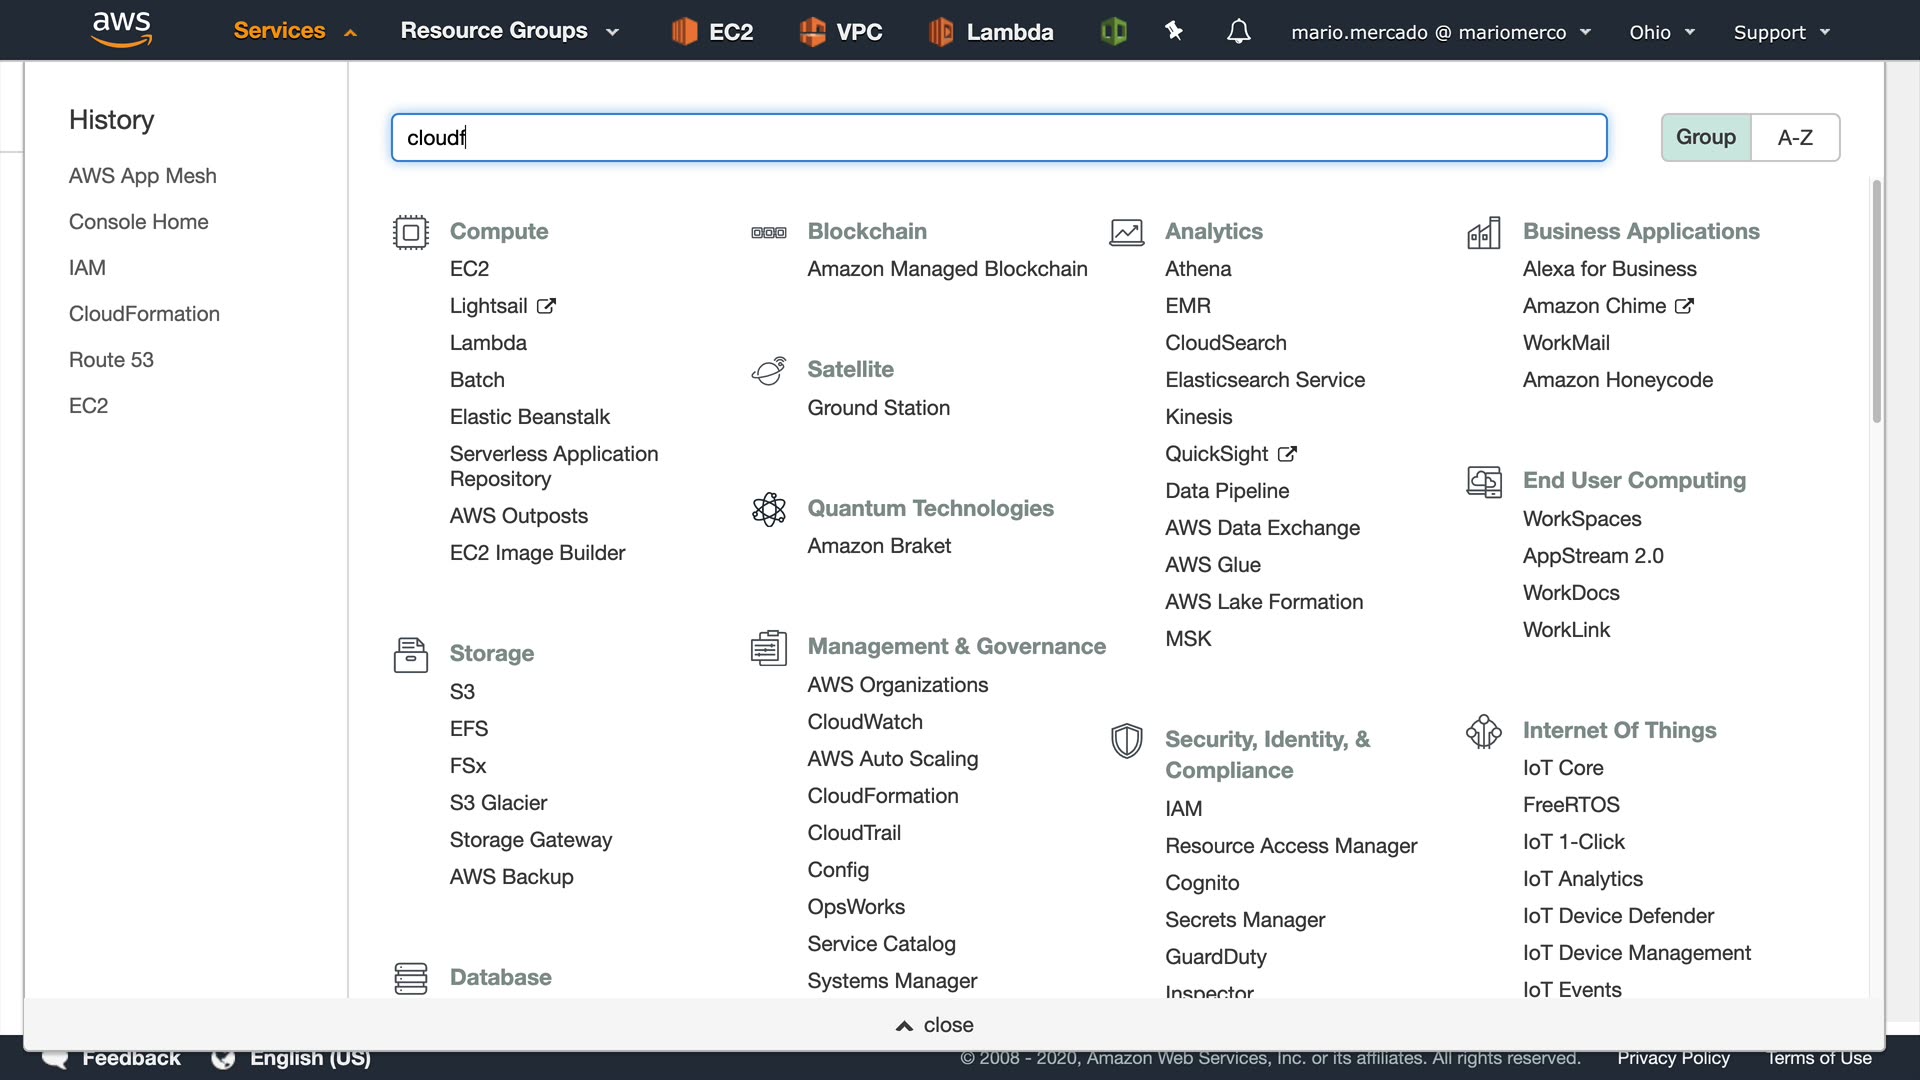 aws Services Resource Groups EC2 VPC Lambda mario.mercado @ mariomerco Ohio Support
History
AWS App Mesh
Console Home
IAM
CloudFormation
Route 53
EC2
cloudf
Group A-Z
Compute
EC2
Lightsail
Lambda
Batch
Elastic Beanstalk
Serverless Application
Repository
AWS Outposts
EC2 Image Builder
Storage
S3
EFS
FSx
S3 Glacier
Storage Gateway
AWS Backup
Database
Blockchain
Amazon Managed Blockchain
Satellite
Ground Station
Quantum Technologies
Amazon Braket
Management & Governance
AWS Organizations
CloudWatch
AWS Auto Scaling
CloudFormation
CloudTrail
Config
OpsWorks
Service Catalog
Systems Manager
Analytics
Athena
EMR
CloudSearch
Elasticsearch Service
Kinesis
QuickSight
Data Pipeline
AWS Data Exchange
AWS Glue
AWS Lake Formation
MSK
Security, Identity, &
Compliance
IAM
Resource Access Manager
Cognito
Secrets Manager
GuardDuty
Inspector
Business Applications
Alexa for Business
Amazon Chime
WorkMail
Amazon Honeycode
End User Computing
WorkSpaces
AppStream 2.0
WorkDocs
WorkLink
Internet Of Things
IoT Core
FreeRTOS
IoT 1-Click
IoT Analytics
IoT Device Defender
IoT Device Management
IoT Events
close
Feedback English (US) © 2008 - 2020, Amazon Web Services, Inc. or its affiliates. All rights reserved. Privacy Policy Terms of Use